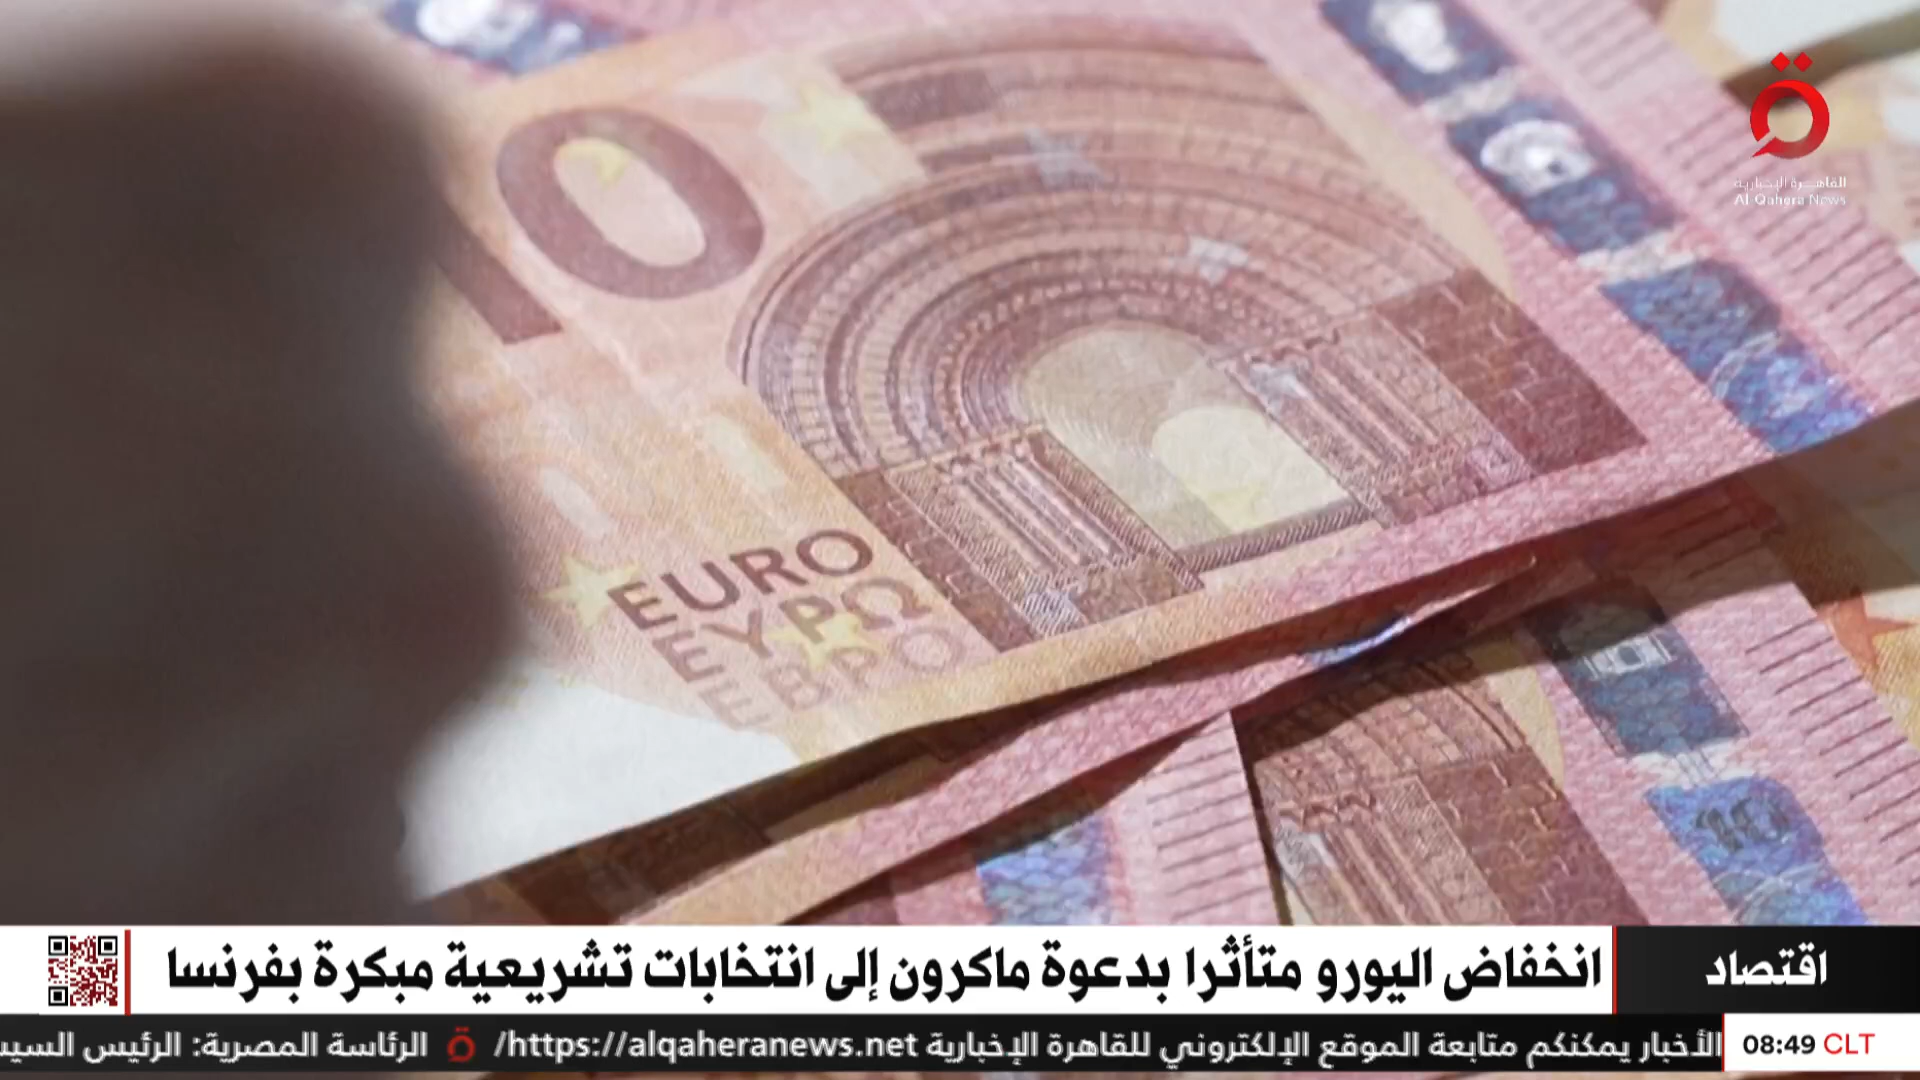 القاهرة الإخبارية
Al Qahera News
10
EURO
ΕΥΡΩ
ЕВРО
10
اقتصاد
انخفاض اليورو متأثرا بدعوة ماكرون إلى انتخابات تشريعية مبكرة بفرنسا
08:49 CLT
الأخبار يمكنكم متابعة الموقع الإلكتروني للقاهرة الإخبارية https://alqaheranews.net/ الرئاسة المصرية: الرئيس